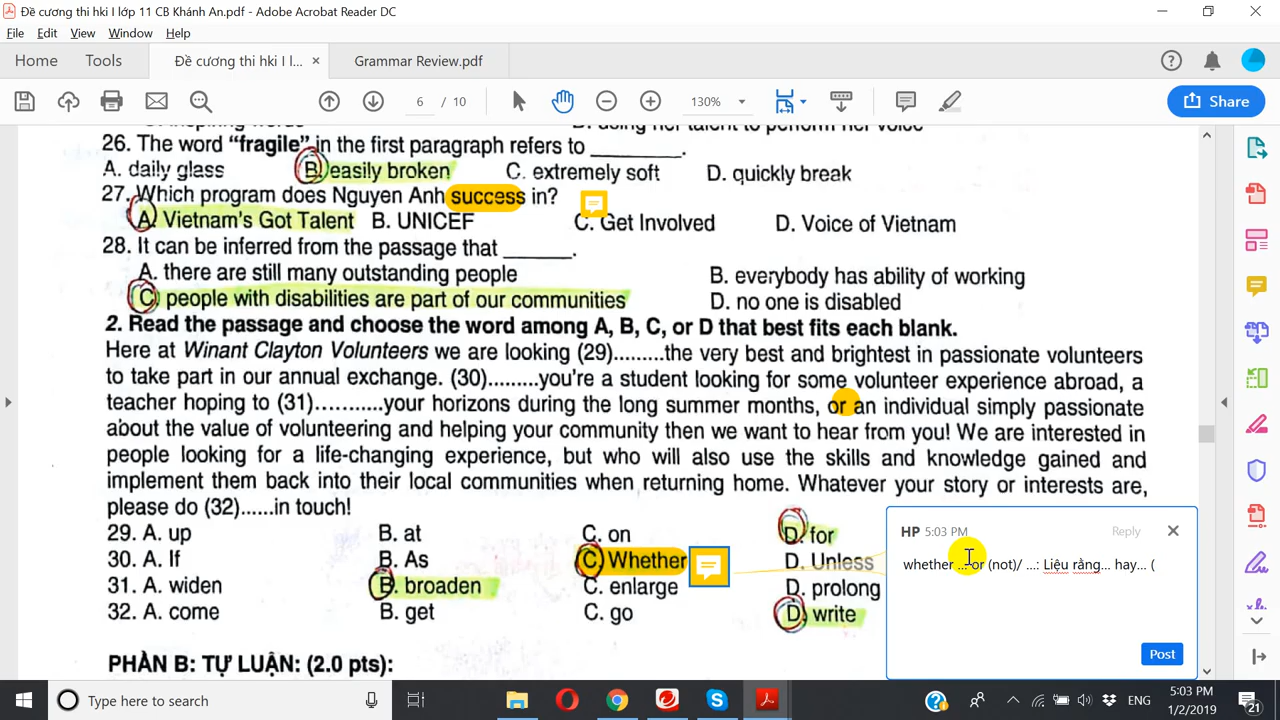 Đề cương thi hki I lớp 11 CB Khánh An.pdf - Adobe Acrobat Reader DC
File Edit View Window Help
Home Tools Đề cương thi hki I l... × Grammar Review.pdf
6 / 10 130% Share
26. The word “fragile” in the first paragraph refers to ________.
A. daily glass B. easily broken C. extremely soft D. quickly break
27. Which program does Nguyen Anh success in?
A. Vietnam's Got Talent B. UNICEF C. Get Involved D. Voice of Vietnam
28. It can be inferred from the passage that ______.
A. there are still many outstanding people B. everybody has ability of working
C. people with disabilities are part of our communities D. no one is disabled
2. Read the passage and choose the word among A, B, C, or D that best fits each blank.
Here at Winant Clayton Volunteers we are looking (29).........the very best and brightest in passionate volunteers
to take part in our annual exchange. (30).........you're a student looking for some volunteer experience abroad, a
teacher hoping to (31)...........your horizons during the long summer months, or an individual simply passionate
about the value of volunteering and helping your community then we want to hear from you! We are interested in
people looking for a life-changing experience, but who will also use the skills and knowledge gained and
implement them back into their local communities when returning home. Whatever your story or interests are,
please do (32)......in touch!
29. A. up B. at C. on D. for
30. A. If B. As C. Whether D. Unless
31. A. widen B. broaden C. enlarge D. prolong
32. A. come B. get C. go D. write
PHẦN B: TỰ LUẬN: (2.0 pts):
HP 5:03 PM Reply
whether ... or (not)/ ...: Liệu rằng... hay... (
Post
Type here to search
ENG 5:03 PM
1/2/2019 21